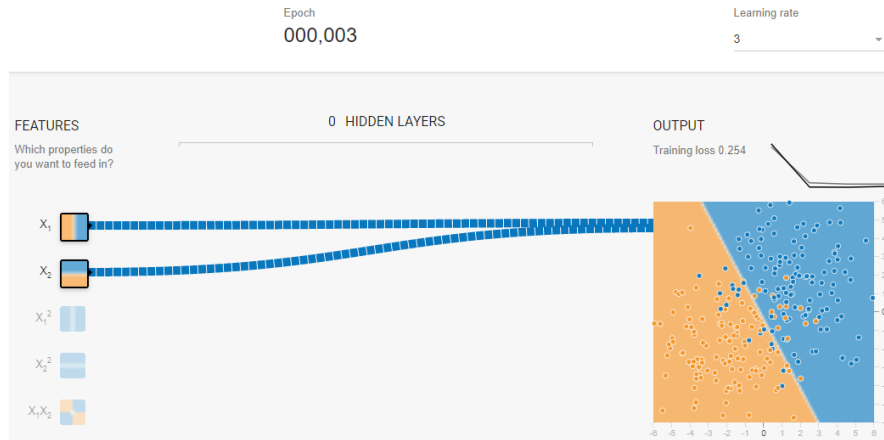 Epoch
000,003
Learning rate
3
FEATURES
Which properties do
you want to feed in?
0 HIDDEN LAYERS
OUTPUT
Training loss 0.254
X₁
X₂
X₁²
X₂²
X₁X₂
-6 -5 -4 -3 -2 -1 0 1 2 3 4 5 6